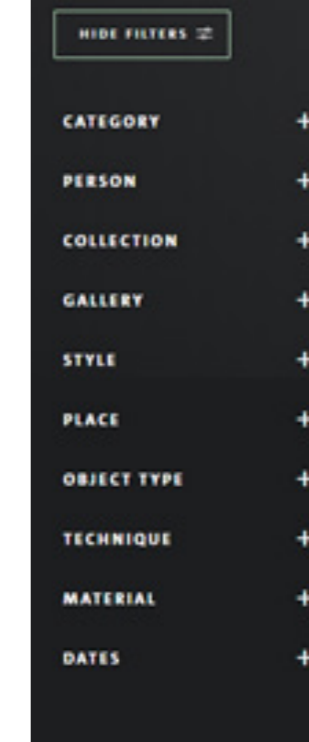 HIDE FILTERS
CATEGORY +
PERSON +
COLLECTION +
GALLERY +
STYLE +
PLACE +
OBJECT TYPE +
TECHNIQUE +
MATERIAL +
DATES +